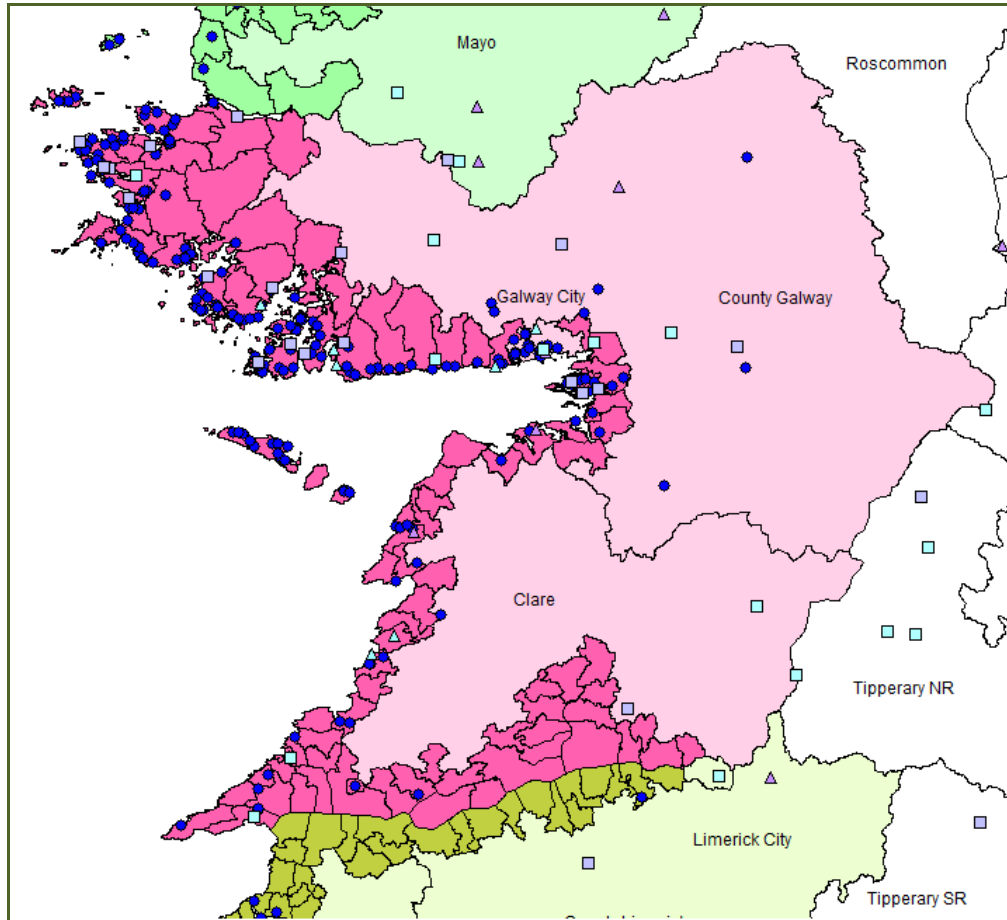 Mayo
Roscommon
Galway City
County Galway
Clare
Tipperary NR
Limerick City
Tipperary SR